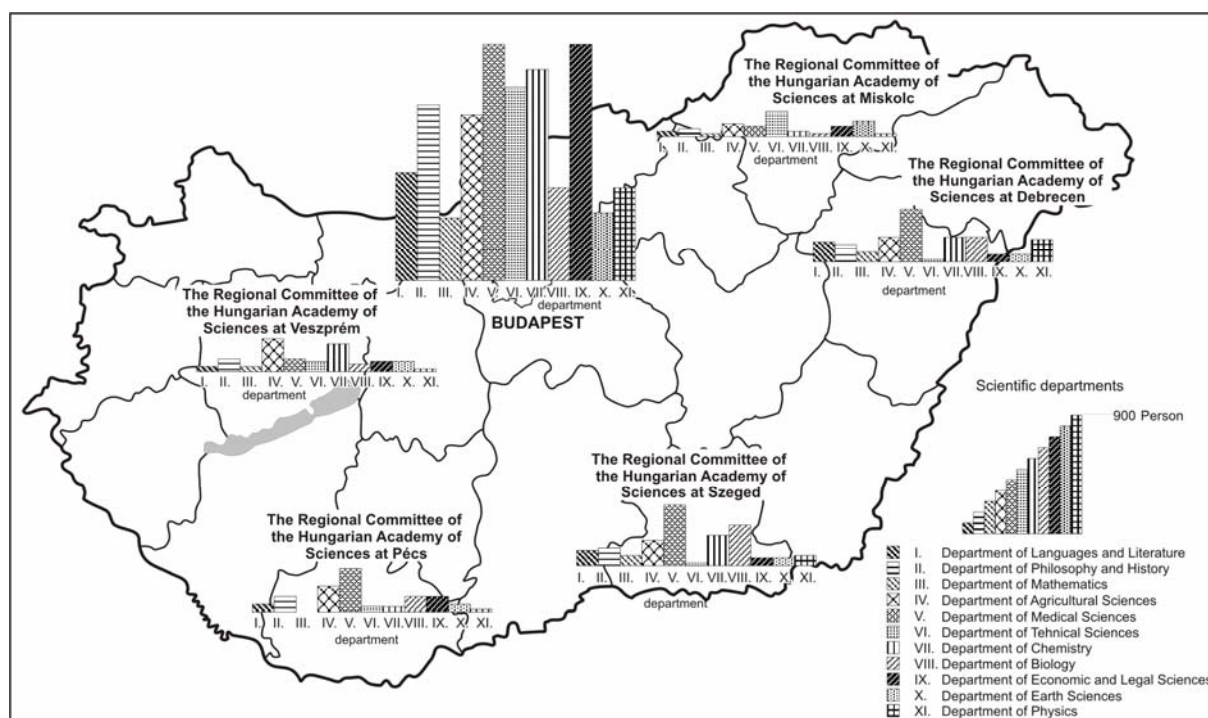 The Regional Committee of
the Hungarian Academy of
Sciences at Miskolc
I. II. III. IV. V. VI. VII. VIII. IX. X. XI.
department
The Regional Committee of
the Hungarian Academy of
Sciences at Debrecen
I. II. III. IV. V. VI. VII. VIII. IX. X. XI.
department
I. II. III. IV. V. VI. VII. VIII. IX. X. XI.
department
BUDAPEST
The Regional Committee of
the Hungarian Academy of
Sciences at Veszprém
I. II. III. IV. V. VI. VII. VIII. IX. X. XI.
department
The Regional Committee of
the Hungarian Academy of
Sciences at Szeged
I. II. III. IV. V. VI. VII. VIII. IX. X. XI.
department
The Regional Committee of
the Hungarian Academy of
Sciences at Pécs
I. II. III. IV. V. VI. VII. VIII. IX. X. XI.
department
Scientific departments
900 Person
I. Department of Languages and Literature
II. Department of Philosophy and History
III. Department of Mathematics
IV. Department of Agricultural Sciences
V. Department of Medical Sciences
VI. Department of Tehnical Sciences
VII. Department of Chemistry
VIII. Department of Biology
IX. Department of Economic and Legal Sciences
X. Department of Earth Sciences
XI. Department of Physics